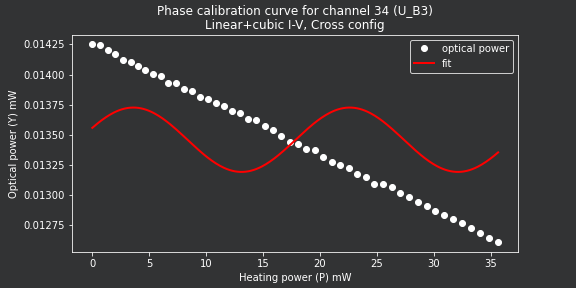 Phase calibration curve for channel 34 (U_B3)
Linear+cubic I-V, Cross config
optical power
fit
Optical power (Y) mW
0.01425
0.01400
0.01375
0.01350
0.01325
0.01300
0.01275
0
5
10
15
20
25
30
35
Heating power (P) mW